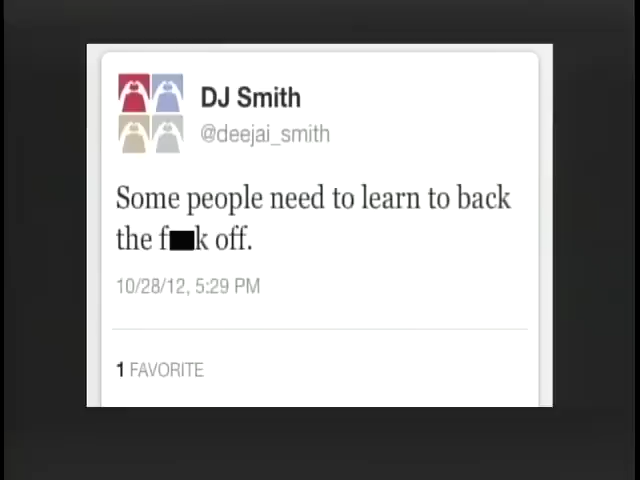 DJ Smith
@deejai_smith
Some people need to learn to back
the f■k off.
10/28/12, 5:29 PM
1 FAVORITE